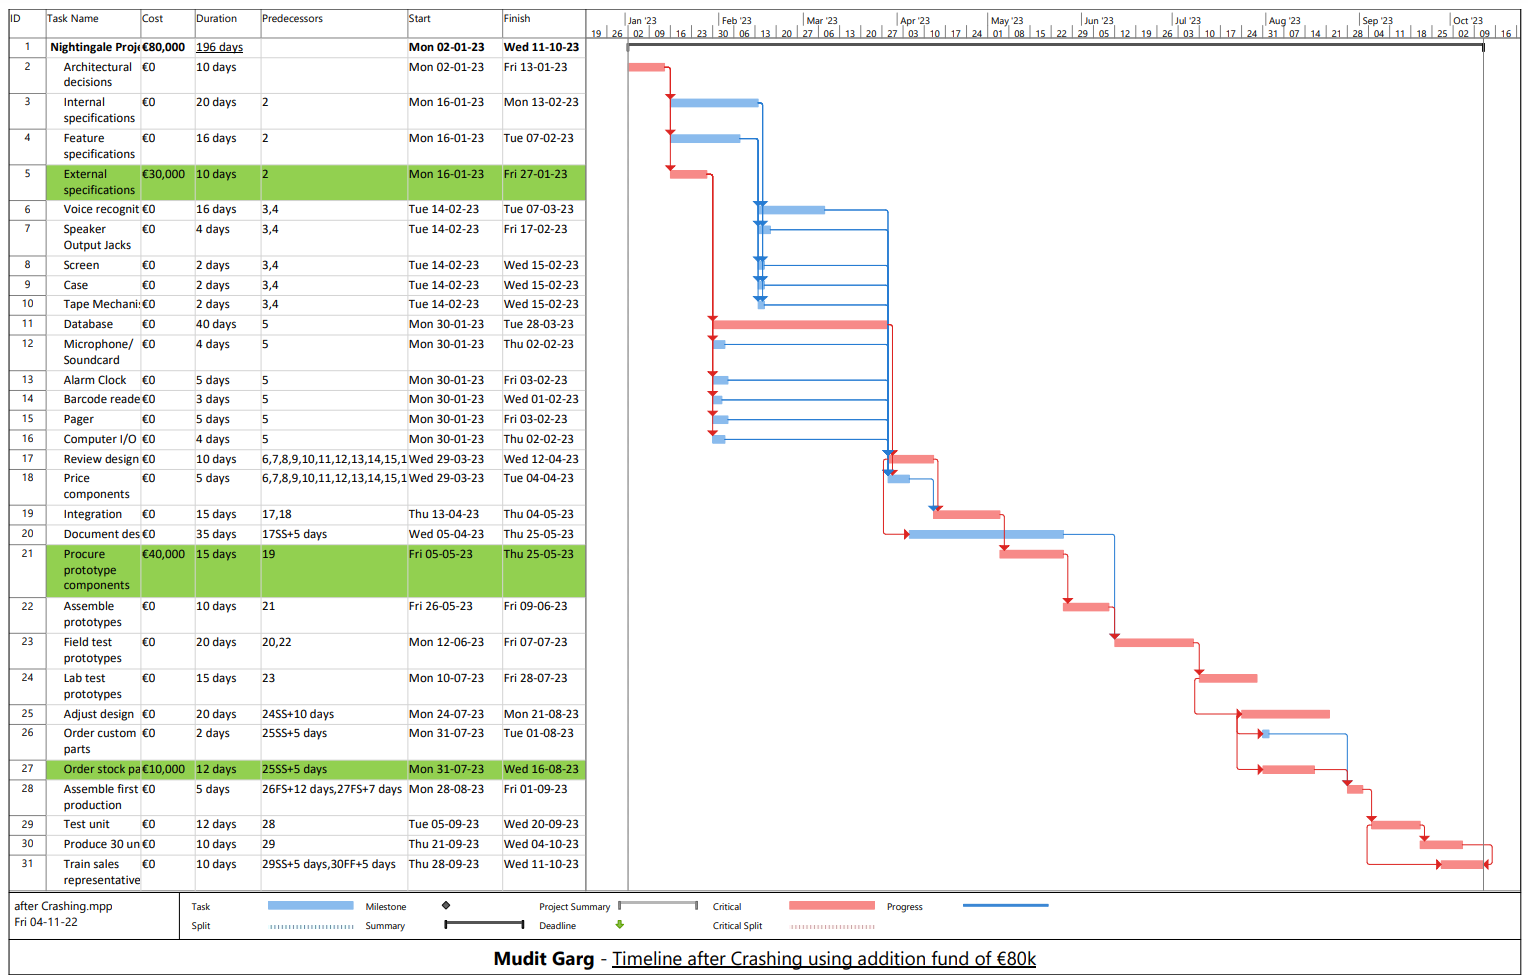 ID Task Name Cost Duration Predecessors Start Finish
Jan '23 Feb '23 Mar '23 Apr '23 May '23 Jun '23 Jul '23 Aug '23 Sep '23 Oct '23
19 26 02 09 16 23 30 06 13 20 27 06 13 20 27 03 10 17 24 01 08 15 22 29 05 12 19 26 03 10 17 24 31 07 14 21 28 04 11 18 25 02 09 16
1 Nightingale Proj €80,000 196 days Mon 02-01-23 Wed 11-10-23
2 Architectural €0 10 days Mon 02-01-23 Fri 13-01-23
decisions
3 Internal €0 20 days 2 Mon 16-01-23 Mon 13-02-23
specifications
4 Feature €0 16 days 2 Mon 16-01-23 Tue 07-02-23
specifications
5 External €30,000 10 days 2 Mon 16-01-23 Fri 27-01-23
specifications
6 Voice recognit €0 16 days 3,4 Tue 14-02-23 Tue 07-03-23
7 Speaker €0 4 days 3,4 Tue 14-02-23 Fri 17-02-23
Output Jacks
8 Screen €0 2 days 3,4 Tue 14-02-23 Wed 15-02-23
9 Case €0 2 days 3,4 Tue 14-02-23 Wed 15-02-23
10 Tape Mechani €0 2 days 3,4 Tue 14-02-23 Wed 15-02-23
11 Database €0 40 days 5 Mon 30-01-23 Tue 28-03-23
12 Microphone/ €0 4 days 5 Mon 30-01-23 Thu 02-02-23
Soundcard
13 Alarm Clock €0 5 days 5 Mon 30-01-23 Fri 03-02-23
14 Barcode reade €0 3 days 5 Mon 30-01-23 Wed 01-02-23
15 Pager €0 5 days 5 Mon 30-01-23 Fri 03-02-23
16 Computer I/O €0 4 days 5 Mon 30-01-23 Thu 02-02-23
17 Review design €0 10 days 6,7,8,9,10,11,12,13,14,15,1 Wed 29-03-23 Wed 12-04-23
18 Price €0 5 days 6,7,8,9,10,11,12,13,14,15,1 Wed 29-03-23 Tue 04-04-23
components
19 Integration €0 15 days 17,18 Thu 13-04-23 Thu 04-05-23
20 Document des €0 35 days 17SS+5 days Wed 05-04-23 Thu 25-05-23
21 Procure €40,000 15 days 19 Fri 05-05-23 Thu 25-05-23
prototype
components
22 Assemble €0 10 days 21 Fri 26-05-23 Fri 09-06-23
prototypes
23 Field test €0 20 days 20,22 Mon 12-06-23 Fri 07-07-23
prototypes
24 Lab test €0 15 days 23 Mon 10-07-23 Fri 28-07-23
prototypes
25 Adjust design €0 20 days 24SS+10 days Mon 24-07-23 Mon 21-08-23
26 Order custom €0 2 days 25SS+5 days Mon 31-07-23 Tue 01-08-23
parts
27 Order stock pa €10,000 12 days 25SS+5 days Mon 31-07-23 Wed 16-08-23
28 Assemble first €0 5 days 26FS+12 days,27FS+7 days Mon 28-08-23 Fri 01-09-23
production
29 Test unit €0 12 days 28 Tue 05-09-23 Wed 20-09-23
30 Produce 30 un €0 10 days 29 Thu 21-09-23 Wed 04-10-23
31 Train sales €0 10 days 29SS+5 days,30FF+5 days Thu 28-09-23 Wed 11-10-23
representative
after Crashing.mpp
Fri 04-11-22
Task Milestone Project Summary Critical Progress
Split Summary Deadline Critical Split
Mudit Garg - Timeline after Crashing using addition fund of €80k